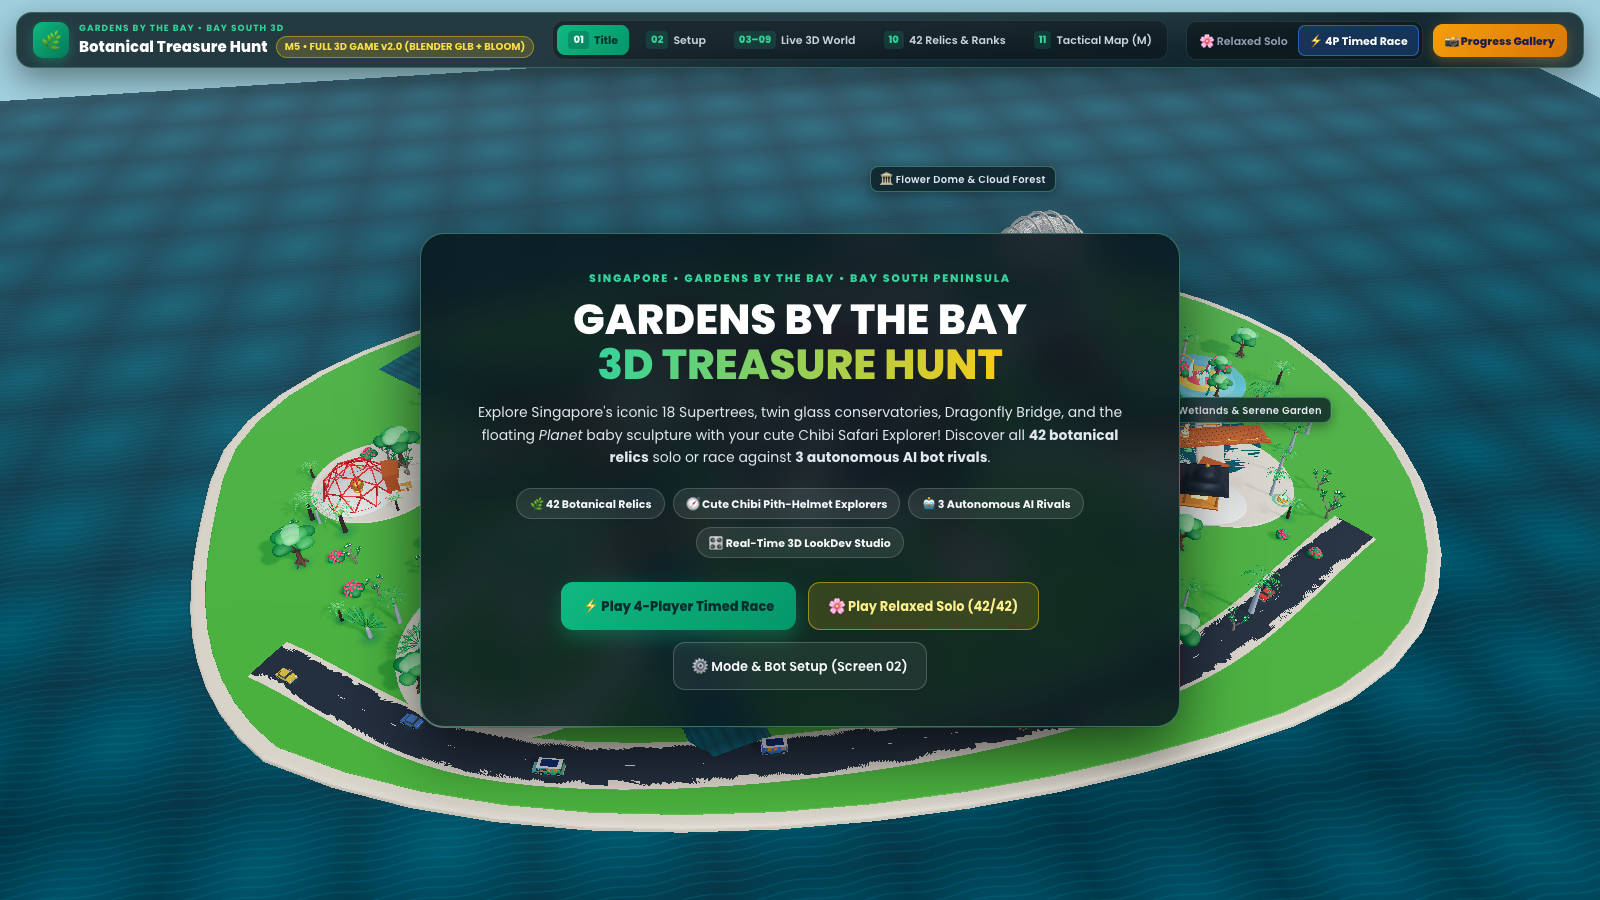 GARDENS BY THE BAY • BAY SOUTH 3D
Botanical Treasure Hunt
M5 • FULL 3D GAME v2.0 (BLENDER GLB + BLOOM)
01 Title
02 Setup
03–09 Live 3D World
10 42 Relics & Ranks
11 Tactical Map (M)
Relaxed Solo
4P Timed Race
Progress Gallery
Flower Dome & Cloud Forest
Wetlands & Serene Garden
SINGAPORE • GARDENS BY THE BAY • BAY SOUTH PENINSULA
GARDENS BY THE BAY
3D TREASURE HUNT
Explore Singapore's iconic 18 Supertrees, twin glass conservatories, Dragonfly Bridge, and the
floating Planet baby sculpture with your cute Chibi Safari Explorer! Discover all 42 botanical
relics solo or race against 3 autonomous AI bot rivals.
42 Botanical Relics
Cute Chibi Pith-Helmet Explorers
3 Autonomous AI Rivals
Real-Time 3D LookDev Studio
Play 4-Player Timed Race
Play Relaxed Solo (42/42)
Mode & Bot Setup (Screen 02)